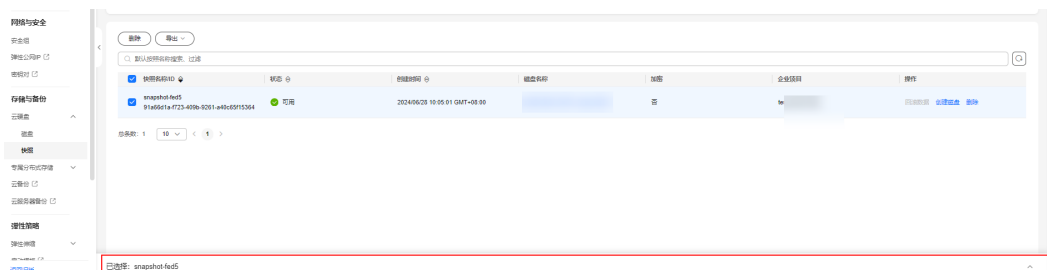 网络与安全
安全组
弹性公网IP
密钥对
存储与备份
云硬盘
磁盘
快照
专属分布式存储
云备份
云服务器备份
弹性策略
弹性伸缩
删除
导出
默认按照名称搜索、过滤
快照名称/ID 状态 创建时间 磁盘名称 加密 企业项目 操作
snapshot-fed5
91a66d1a-f723-409b-9261-a40c65f15364
可用 2024/06/28 10:05:01 GMT+08:00 否 te 回滚数据 创建磁盘 删除
总条数: 1 10 < 1 >
已选择: snapshot-fed5